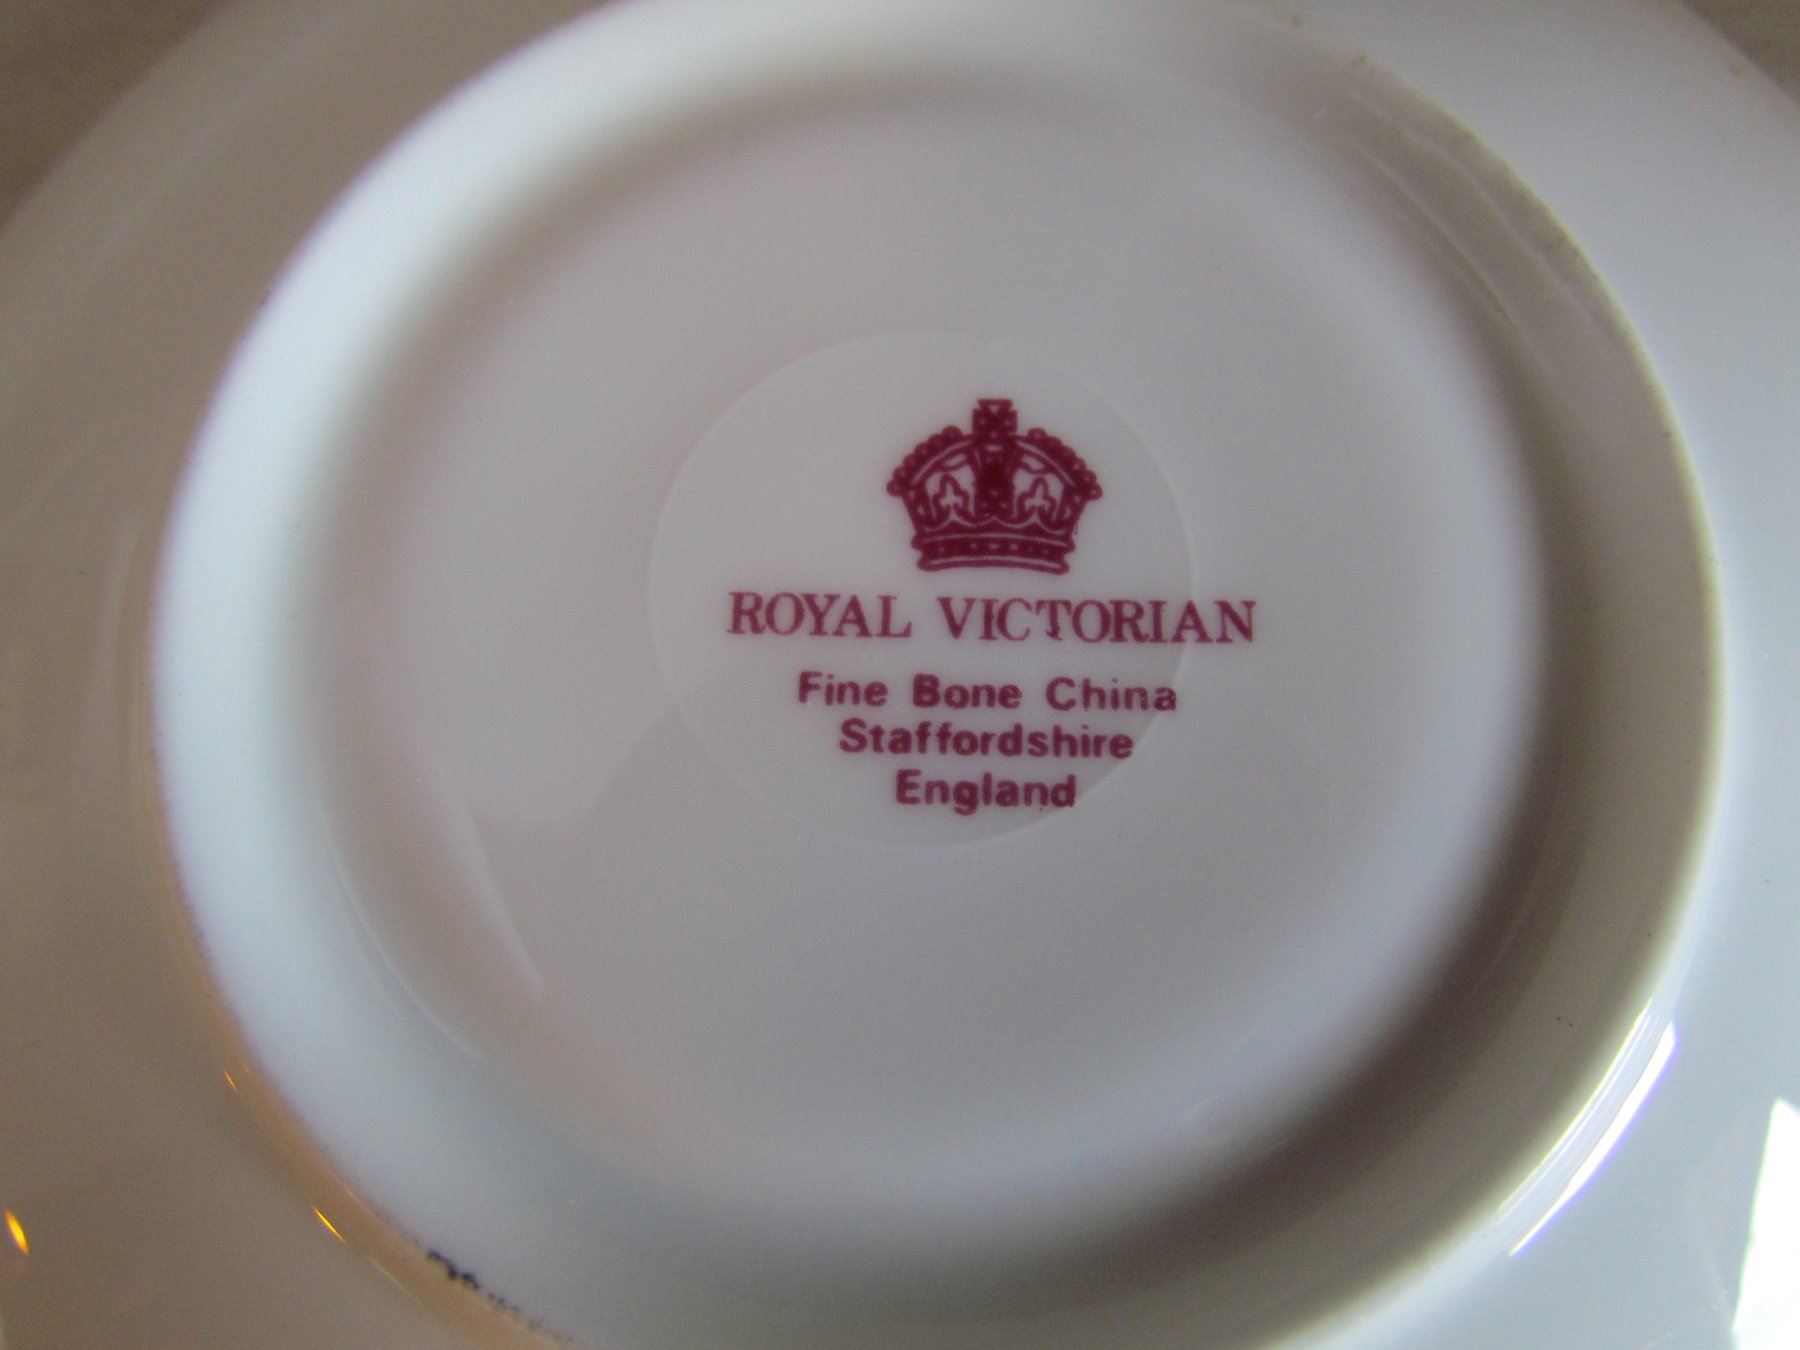 ROYAL VICTORIAN
Fine Bone China
Staffordshire
England